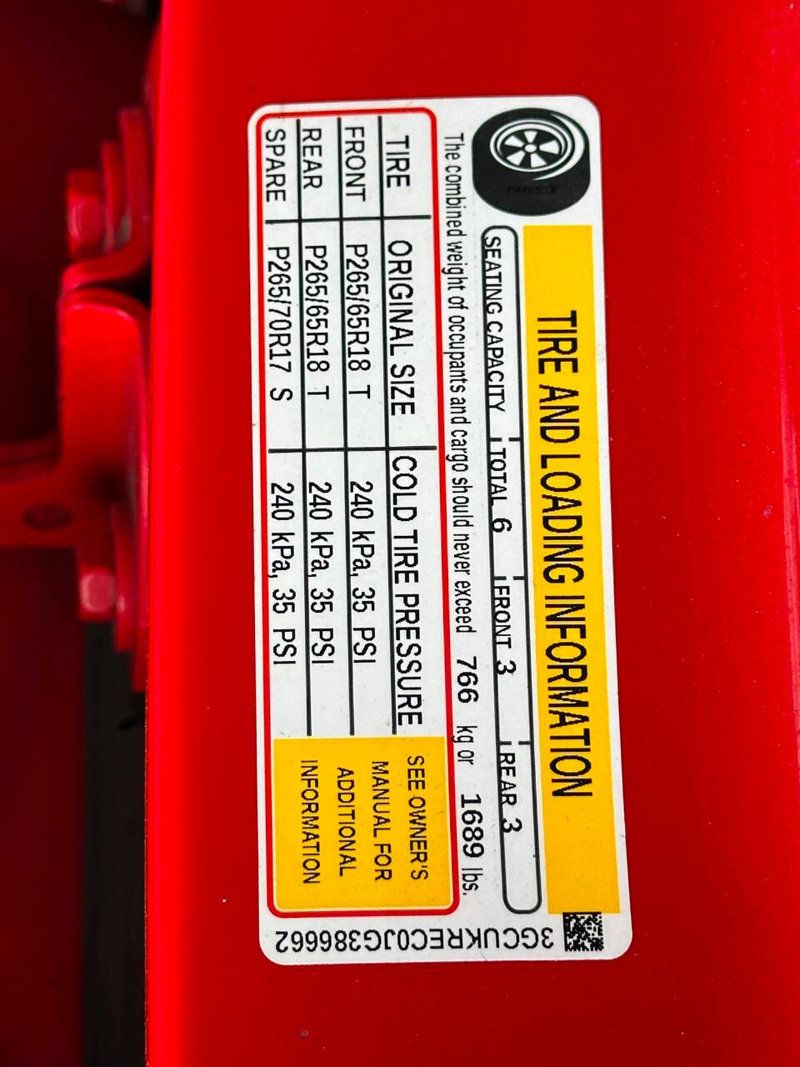 TIRE AND LOADING INFORMATION
SEATING CAPACITY TOTAL 6 FRONT 3 REAR 3
The combined weight of occupants and cargo should never exceed 766 kg or 1689 lbs.
TIRE ORIGINAL SIZE COLD TIRE PRESSURE
FRONT P265/65R18 T 240 kPa, 35 PSI
REAR P265/65R18 T 240 kPa, 35 PSI
SPARE P265/70R17 S 240 kPa, 35 PSI
SEE OWNER'S
MANUAL FOR
ADDITIONAL
INFORMATION
3GCUKREC0JG386662